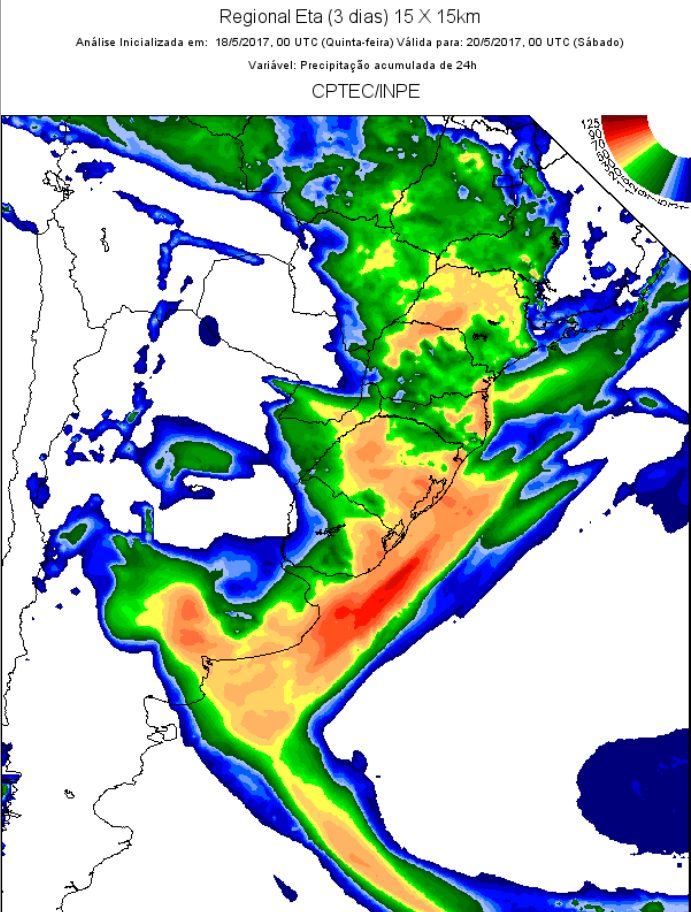 Regional Eta (3 dias) 15 X 15km
Análise Inicializada em: 18/5/2017, 00 UTC (Quinta-feira) Válida para: 20/5/2017, 00 UTC (Sábado)
Variável: Precipitação acumulada de 24h
CPTEC/INPE
125
90
70